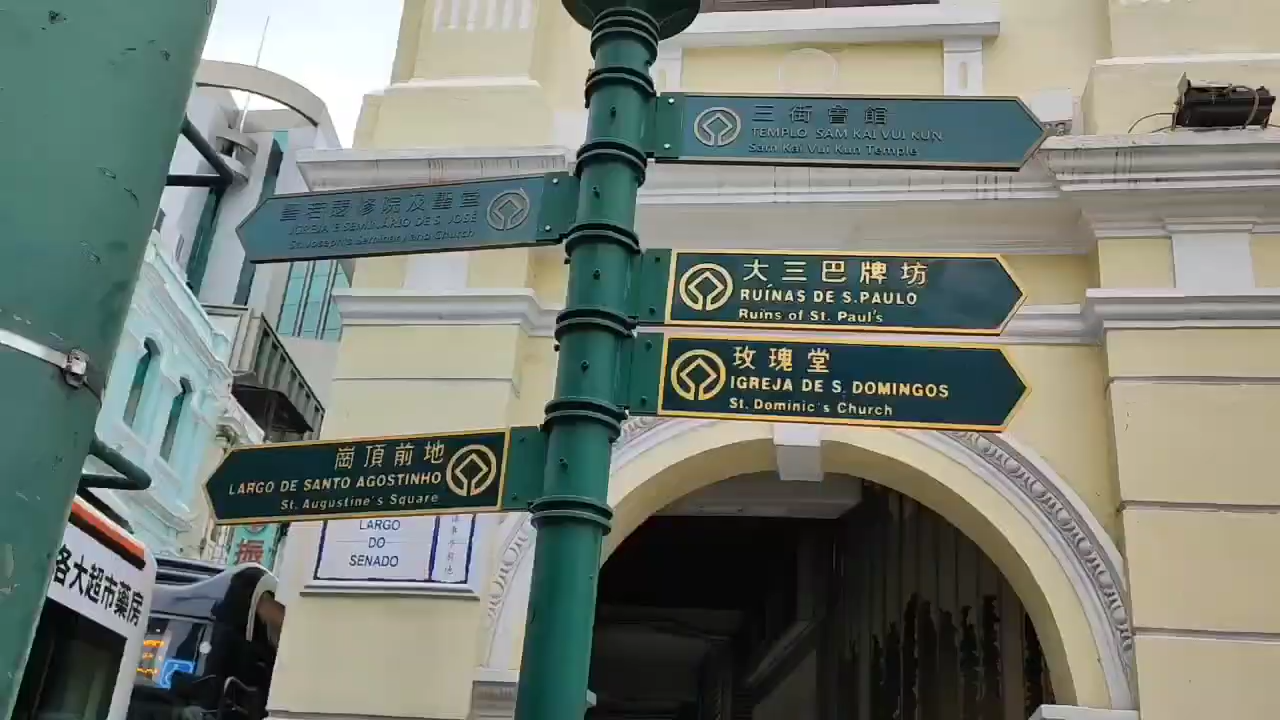 三街會館
TEMPLO SAM KAI VUI KUN
Sam Kai Vui Kun Temple
聖若瑟修院及聖堂
IGREJA E SEMINÁRIO DE S. JOSÉ
St. Joseph's Seminary and Church
大三巴牌坊
RUÍNAS DE S. PAULO
Ruins of St. Paul's
玫瑰堂
IGREJA DE S. DOMINGOS
St. Dominic's Church
崗頂前地
LARGO DE SANTO AGOSTINHO
St. Augustine's Square
LARGO
DO
SENADO
各大超市藥房